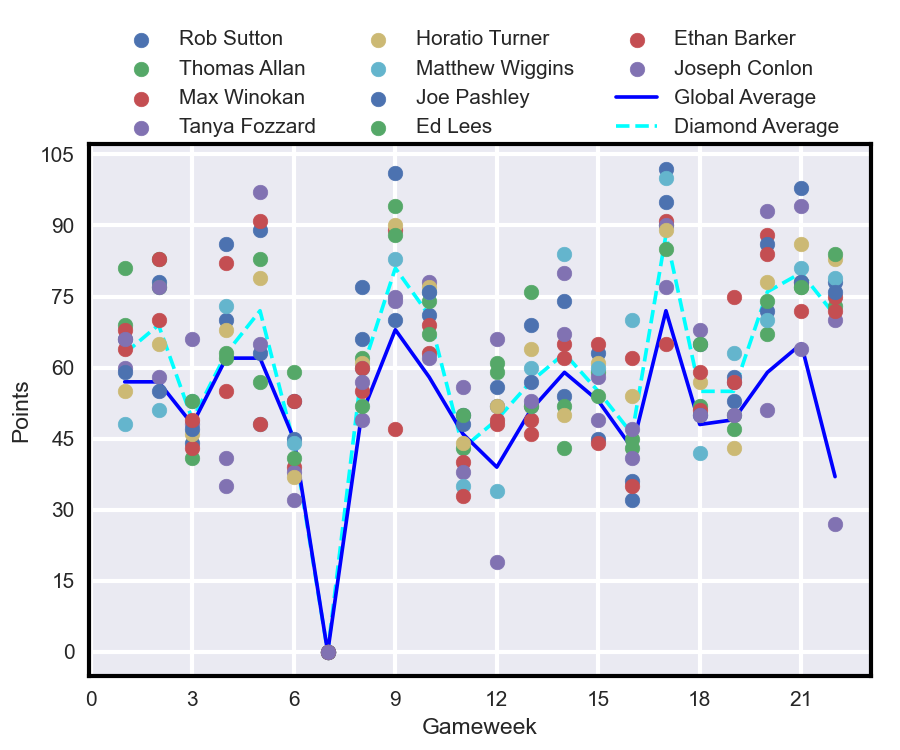 Rob Sutton Horatio Turner Ethan Barker
Thomas Allan Matthew Wiggins Joseph Conlon
Max Winokan Joe Pashley Global Average
Tanya Fozzard Ed Lees Diamond Average
105
90
75
60
45
30
15
0
Points
0 3 6 9 12 15 18 21
Gameweek